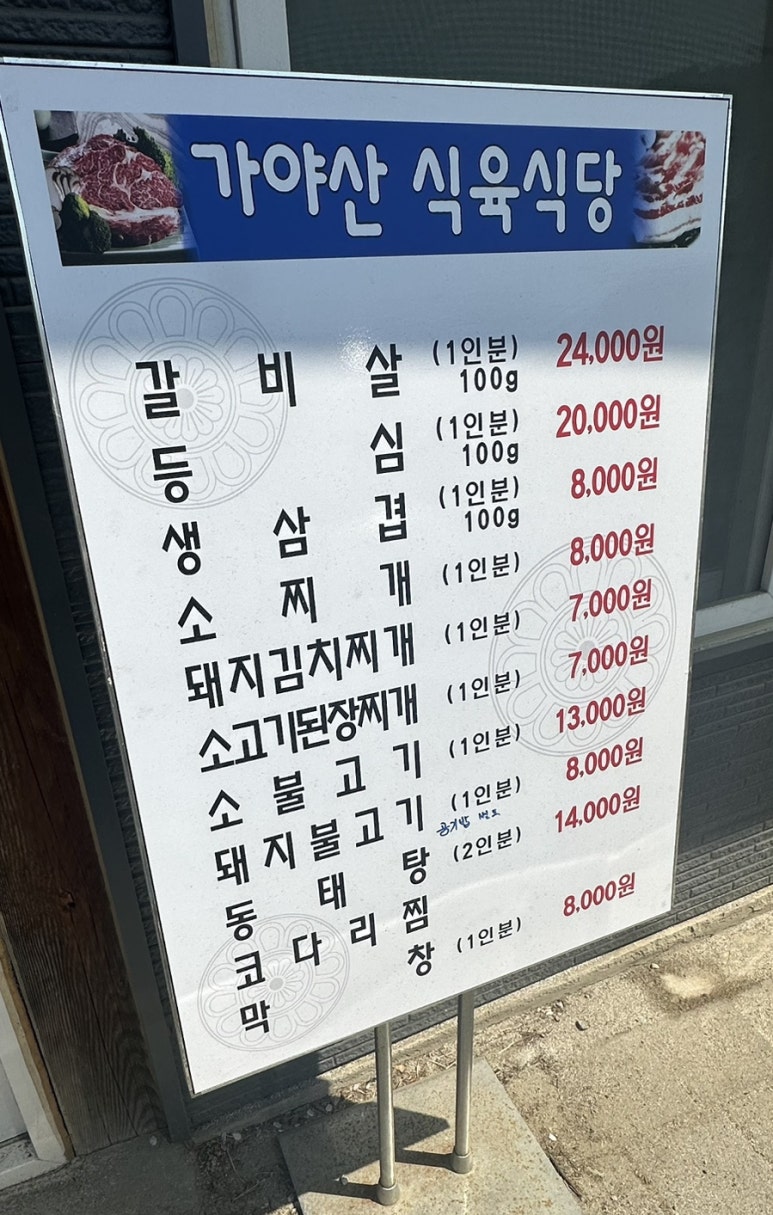 가야산 식육식당
갈비살 (1인분) 100g 24,000원
등심 (1인분) 100g 20,000원
생삼겹 (1인분) 100g 8,000원
소찌개 (1인분) 8,000원
돼지김치찌개 (1인분) 7,000원
소고기된장찌개 (1인분) 7,000원
소불고기 (1인분) 13,000원
돼지불고기 (1인분) 8,000원
공기밥 별도
동태탕 (2인분) 14,000원
코다리찜
막창 (1인분) 8,000원